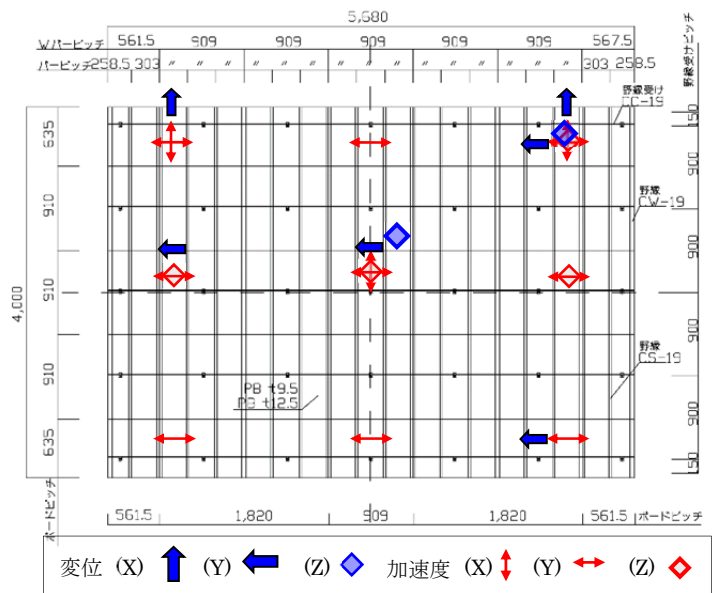 5,680
Wバーピッチ 561.5 909 909 909 909 909 567.5
バーピッチ 258.5 303 〃 〃 〃 〃 〃 〃 〃 〃 〃 〃 〃 〃 〃 〃 〃 303 258.5
野縁受けピッチ
野縁受け
CC-19
150
635
900
910
野縁
CW-19
900
4,000
910
900
野縁
CS-19
910
PB t9.5
PB t12.5
900
635
150
ボードピッチ
561.5 1,820 909 1,820 561.5 ボードピッチ
変位 (X) (Y) (Z) 加速度 (X) (Y) (Z)